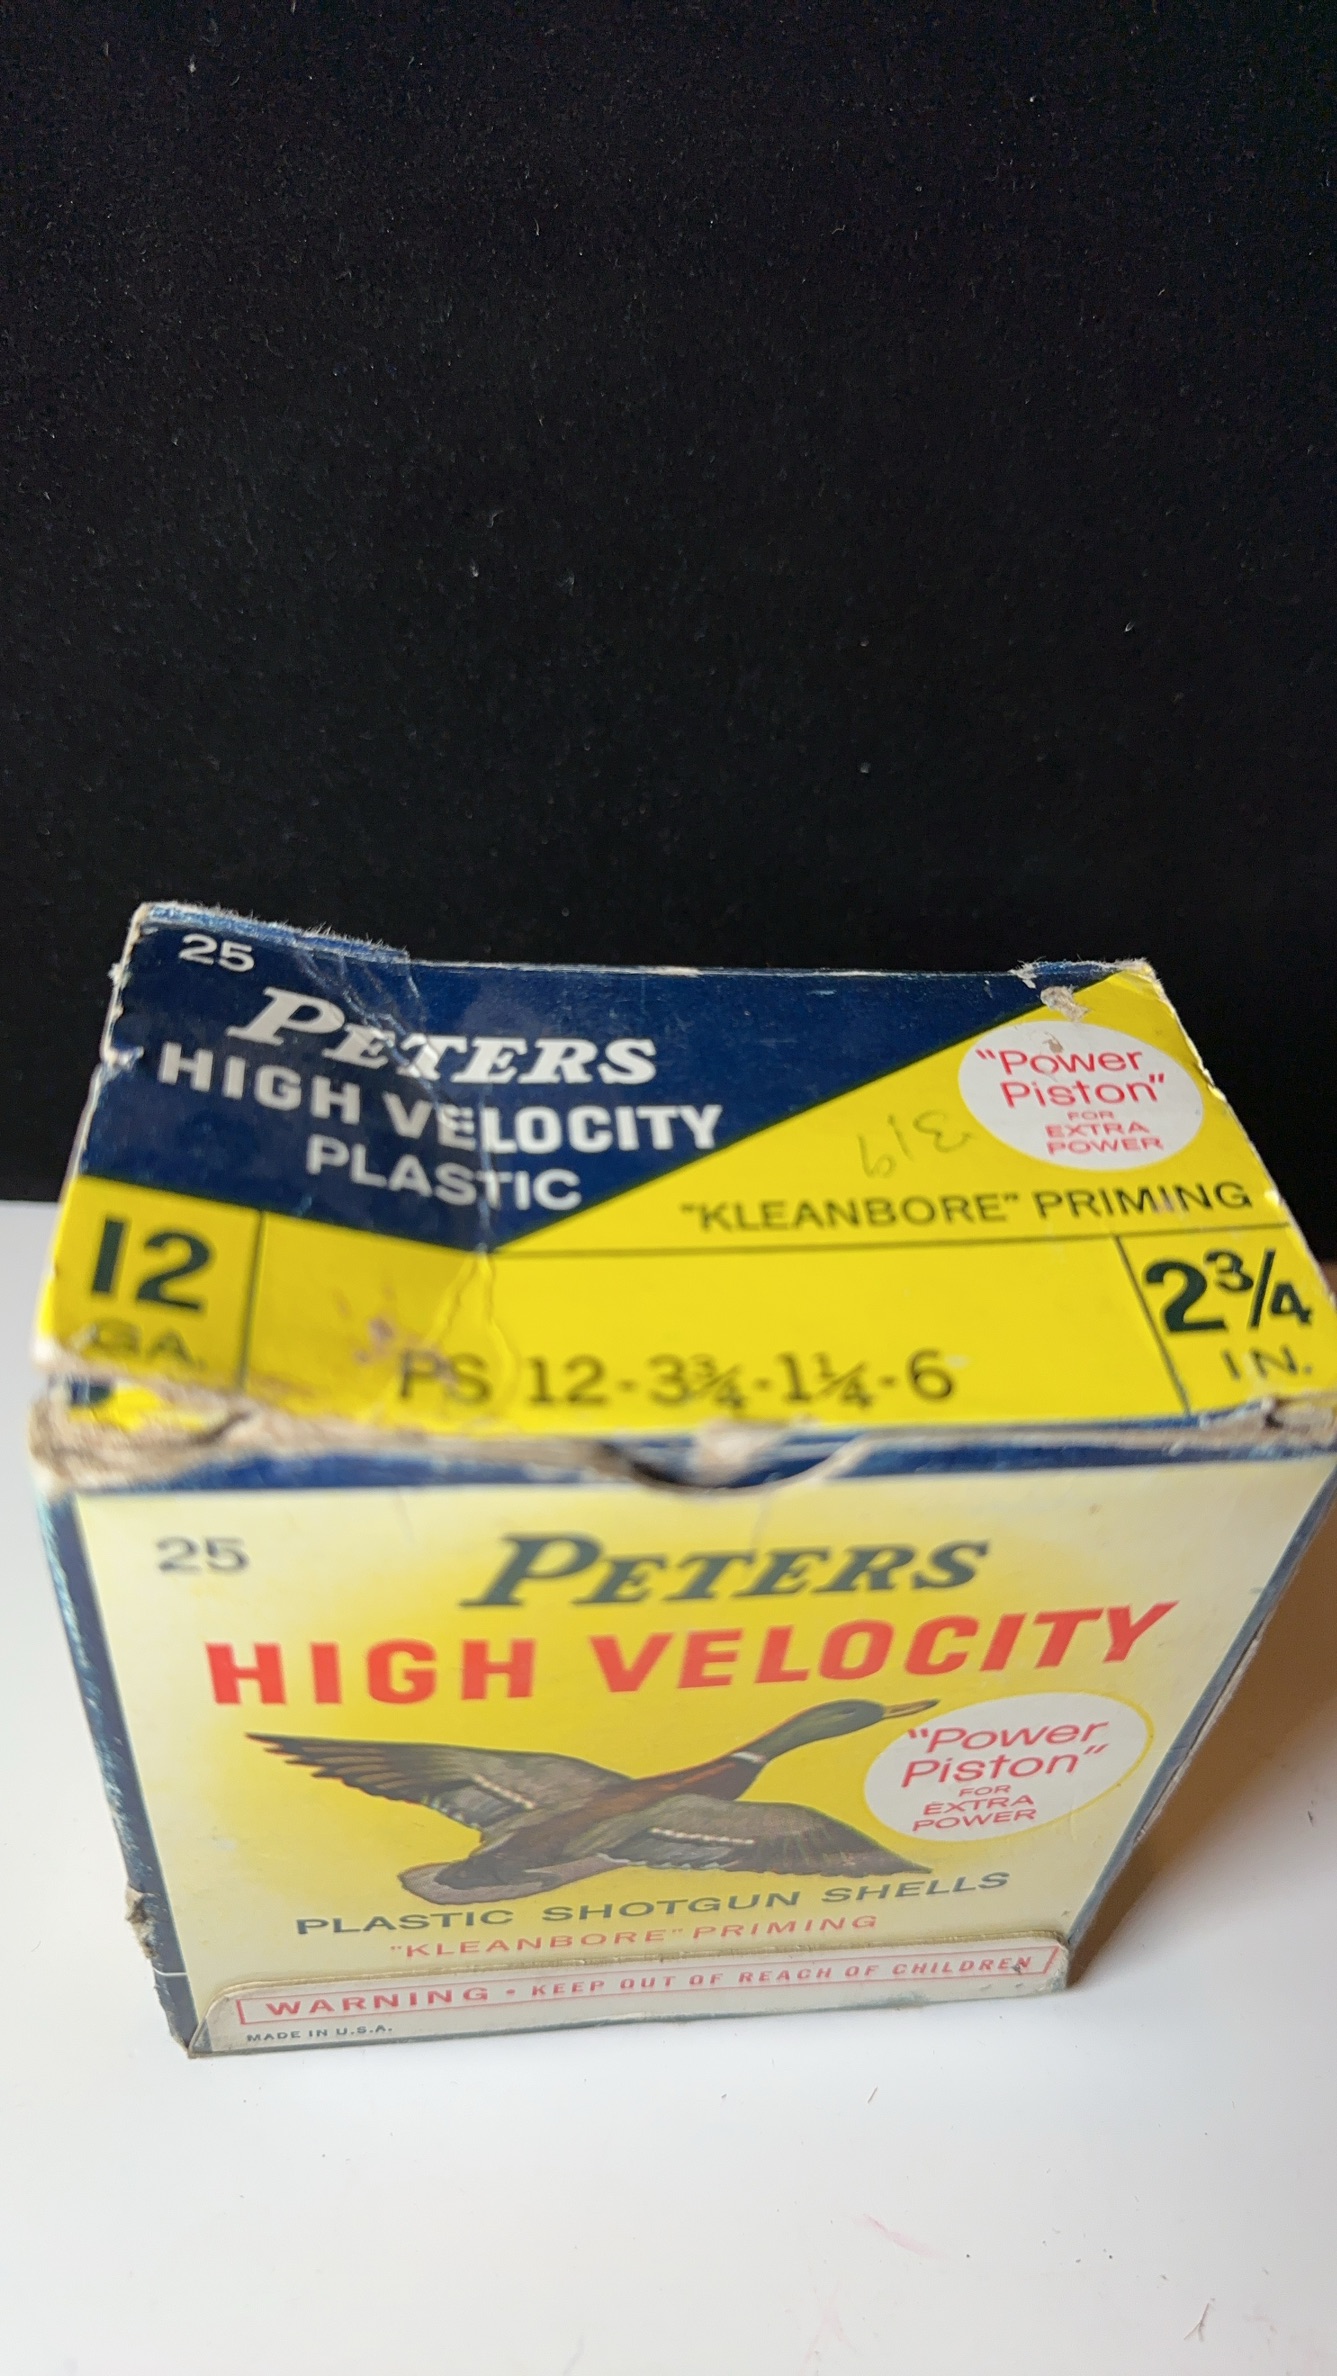 25
PETERS
HIGH VELOCITY
PLASTIC
"Power
Piston"
FOR
EXTRA
POWER
319
"KLEANBORE" PRIMING
12
GA.
PS 12-3¾-1¼-6
2¾
IN.
25
PETERS
HIGH VELOCITY
"Power
Piston"
FOR
EXTRA
POWER
PLASTIC SHOTGUN SHELLS
"KLEANBORE" PRIMING
WARNING • KEEP OUT OF REACH OF CHILDREN
MADE IN U.S.A.